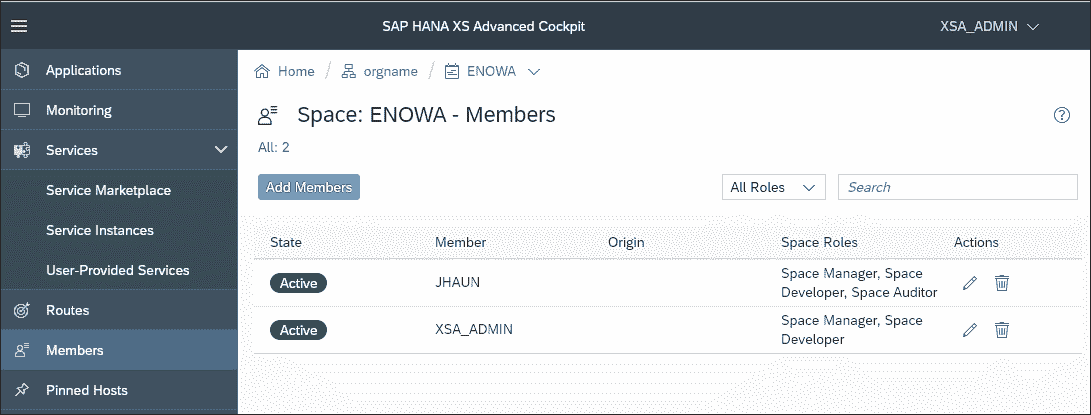 SAP HANA XS Advanced Cockpit
XSA_ADMIN
Applications
Monitoring
Services
Service Marketplace
Service Instances
User-Provided Services
Routes
Members
Pinned Hosts
Home / orgname / ENOWA
Space: ENOWA - Members
All: 2
Add Members
All Roles
Search
State Member Origin Space Roles Actions
Active JHAUN Space Manager, Space
Developer, Space Auditor
Active XSA_ADMIN Space Manager, Space
Developer